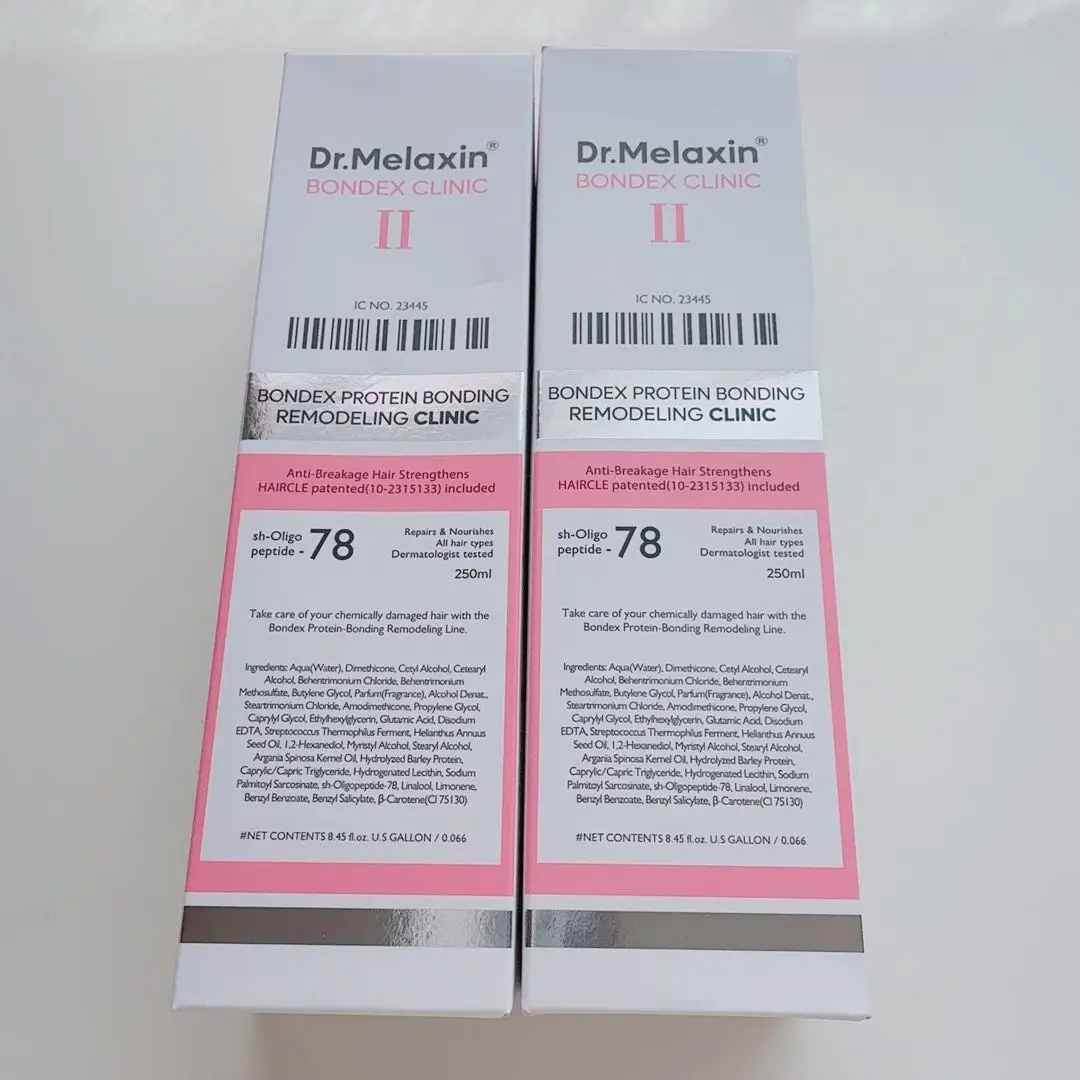 Dr.Melaxin®
BONDEX CLINIC
II
IC NO. 23445
BONDEX PROTEIN BONDING
REMODELING CLINIC
Anti-Breakage Hair Strengthens
HAIRCLE patented(10-2315133) included
sh-Oligo
peptide - 78
Repairs & Nourishes
All hair types
Dermatologist tested
250ml
Take care of your chemically damaged hair with the
Bondex Protein-Bonding Remodeling Line.
Ingredients: Aqua(Water), Dimethicone, Cetyl Alcohol, Cetearyl
Alcohol, Behentrimonium Chloride, Behentrimonium
Methosulfate, Butylene Glycol, Parfum(Fragrance), Alcohol Denat.,
Steartrimonium Chloride, Amodimethicone, Propylene Glycol,
Caprylyl Glycol, Ethylhexylglycerin, Glutamic Acid, Disodium
EDTA, Streptococcus Thermophilus Ferment, Helianthus Annuus
Seed Oil, 1,2-Hexanediol, Myristyl Alcohol, Stearyl Alcohol,
Argania Spinosa Kernel Oil, Hydrolyzed Barley Protein,
Caprylic/Capric Triglyceride, Hydrogenated Lecithin, Sodium
Palmitoyl Sarcosinate, sh-Oligopeptide-78, Linalool, Limonene,
Benzyl Benzoate, Benzyl Salicylate, β-Carotene(CI 75130)
#NET CONTENTS 8.45 fl.oz. U.S GALLON / 0.066
Dr.Melaxin®
BONDEX CLINIC
II
IC NO. 23445
BONDEX PROTEIN BONDING
REMODELING CLINIC
Anti-Breakage Hair Strengthens
HAIRCLE patented(10-2315133) included
sh-Oligo
peptide - 78
Repairs & Nourishes
All hair types
Dermatologist tested
250ml
Take care of your chemically damaged hair with the
Bondex Protein-Bonding Remodeling Line.
Ingredients: Aqua(Water), Dimethicone, Cetyl Alcohol, Cetearyl
Alcohol, Behentrimonium Chloride, Behentrimonium
Methosulfate, Butylene Glycol, Parfum(Fragrance), Alcohol Denat.,
Steartrimonium Chloride, Amodimethicone, Propylene Glycol,
Caprylyl Glycol, Ethylhexylglycerin, Glutamic Acid, Disodium
EDTA, Streptococcus Thermophilus Ferment, Helianthus Annuus
Seed Oil, 1,2-Hexanediol, Myristyl Alcohol, Stearyl Alcohol,
Argania Spinosa Kernel Oil, Hydrolyzed Barley Protein,
Caprylic/Capric Triglyceride, Hydrogenated Lecithin, Sodium
Palmitoyl Sarcosinate, sh-Oligopeptide-78, Linalool, Limonene,
Benzyl Benzoate, Benzyl Salicylate, β-Carotene(CI 75130)
#NET CONTENTS 8.45 fl.oz. U.S GALLON / 0.066